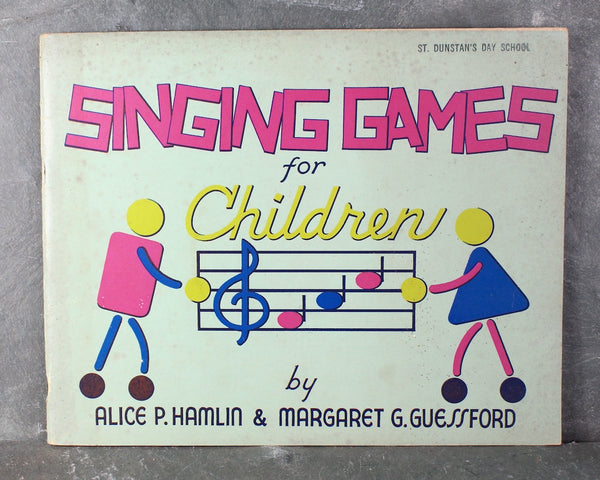 ST. DUNSTAN'S DAY SCHOOL
SINGING GAMES
for
Children
by
ALICE P. HAMLIN & MARGARET G. GUESSFORD